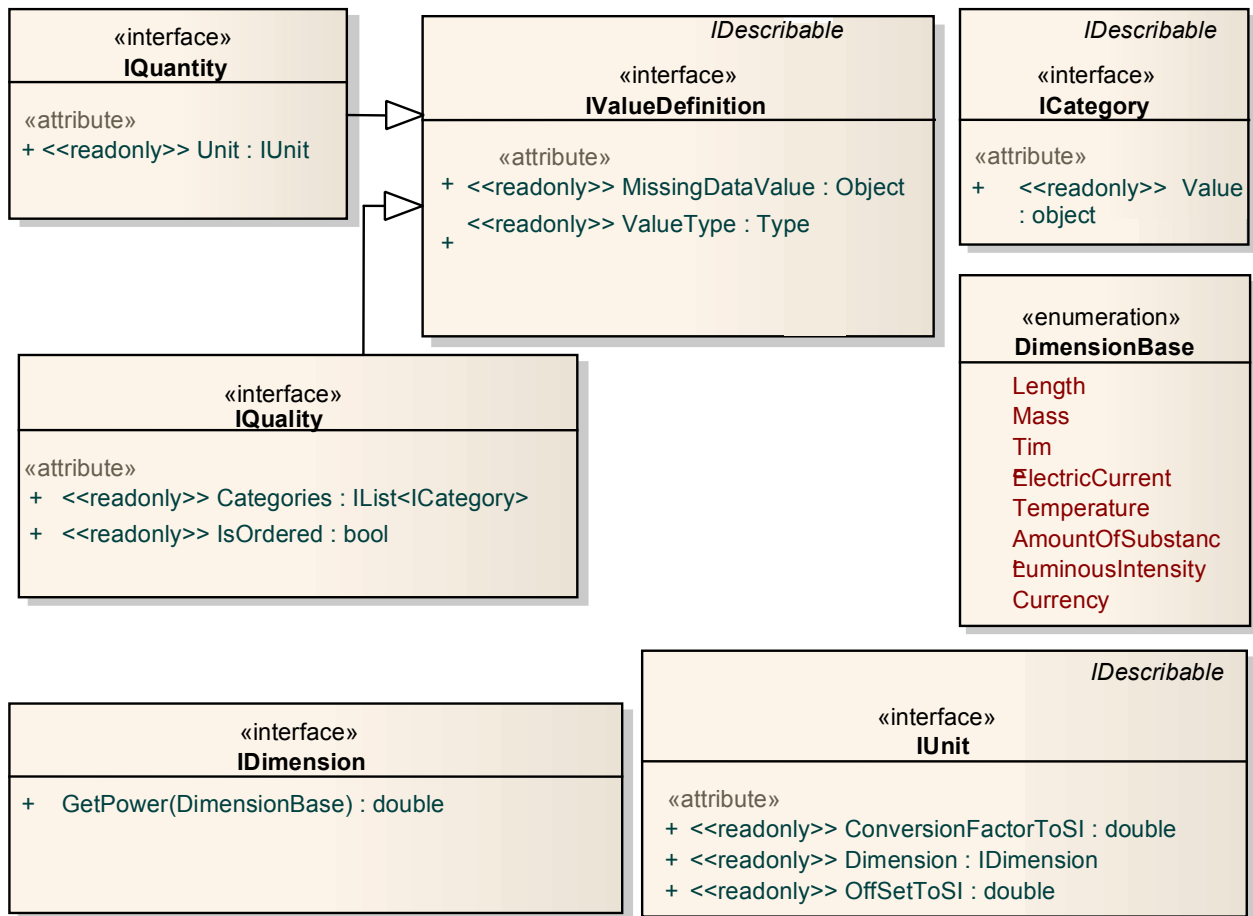 «interface»
IQuantity
«attribute»
+ <<readonly>> Unit : IUnit
IDescribable
«interface»
IValueDefinition
«attribute»
+ <<readonly>> MissingDataValue : Object
<<readonly>> ValueType : Type
+
IDescribable
«interface»
ICategory
«attribute»
+ <<readonly>> Value
: object
«enumeration»
DimensionBase
Length
Mass
Tim
ElectricCurrent
Temperature
AmountOfSubstanc
LuminousIntensity
Currency
«interface»
IQuality
«attribute»
+ <<readonly>> Categories : IList<ICategory>
+ <<readonly>> IsOrdered : bool
«interface»
IDimension
+ GetPower(DimensionBase) : double
IDescribable
«interface»
IUnit
«attribute»
+ <<readonly>> ConversionFactorToSI : double
+ <<readonly>> Dimension : IDimension
+ <<readonly>> OffSetToSI : double